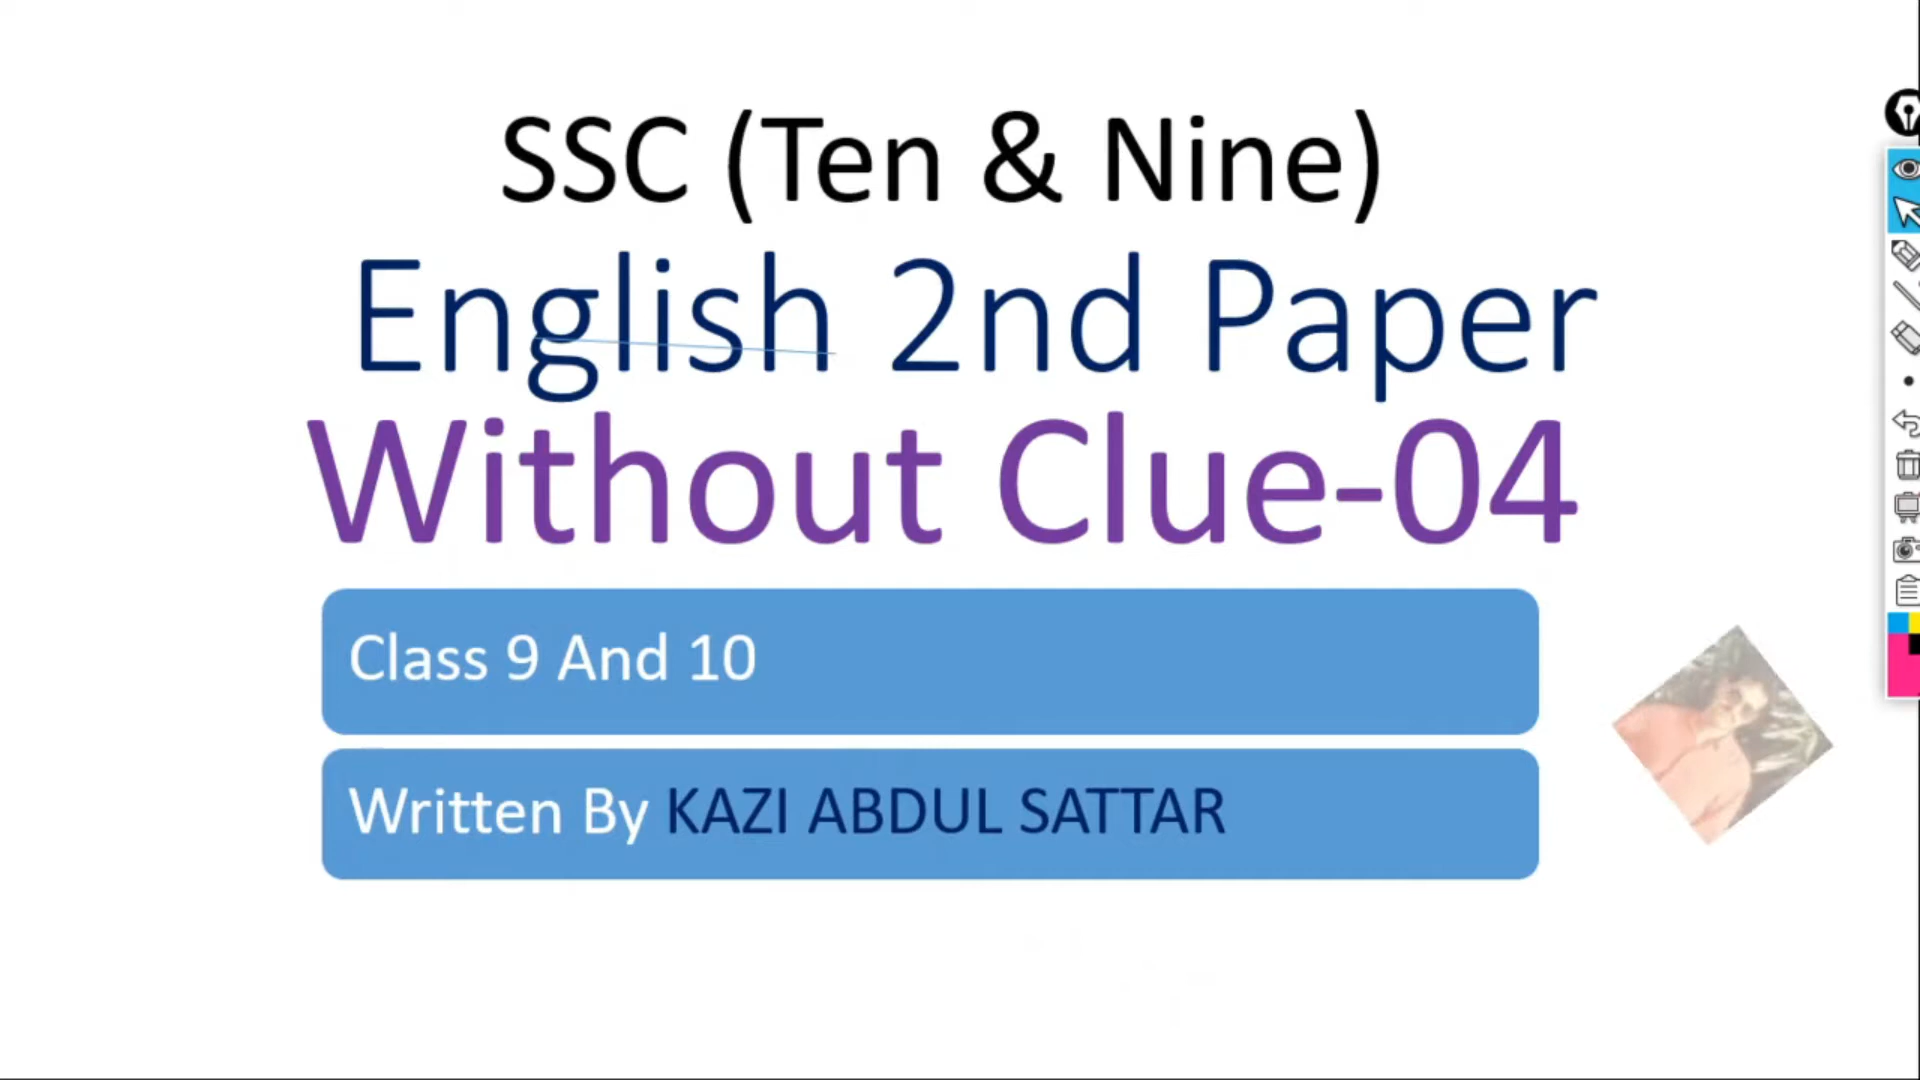 SSC (Ten & Nine)
English 2nd Paper
Without Clue-04
Class 9 And 10
Written By KAZI ABDUL SATTAR